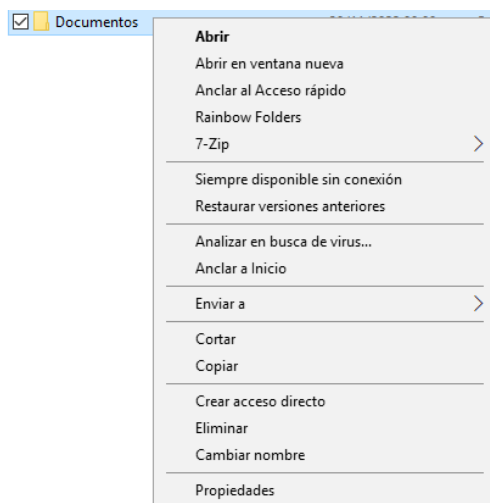 Documentos
Abrir
Abrir en ventana nueva
Anclar al Acceso rápido
Rainbow Folders
7-Zip
Siempre disponible sin conexión
Restaurar versiones anteriores
Analizar en busca de virus...
Anclar a Inicio
Enviar a
Cortar
Copiar
Crear acceso directo
Eliminar
Cambiar nombre
Propiedades